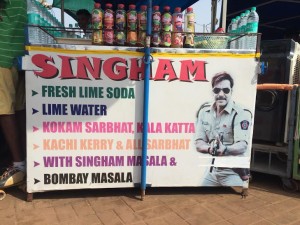 SINGHAM
FRESH LIME SODA
LIME WATER
KOKAM SARBHAT, KALA KATTA
KACHI KERRY & ALL SARBHAT
WITH SINGHAM MASALA &
BOMBAY MASALA